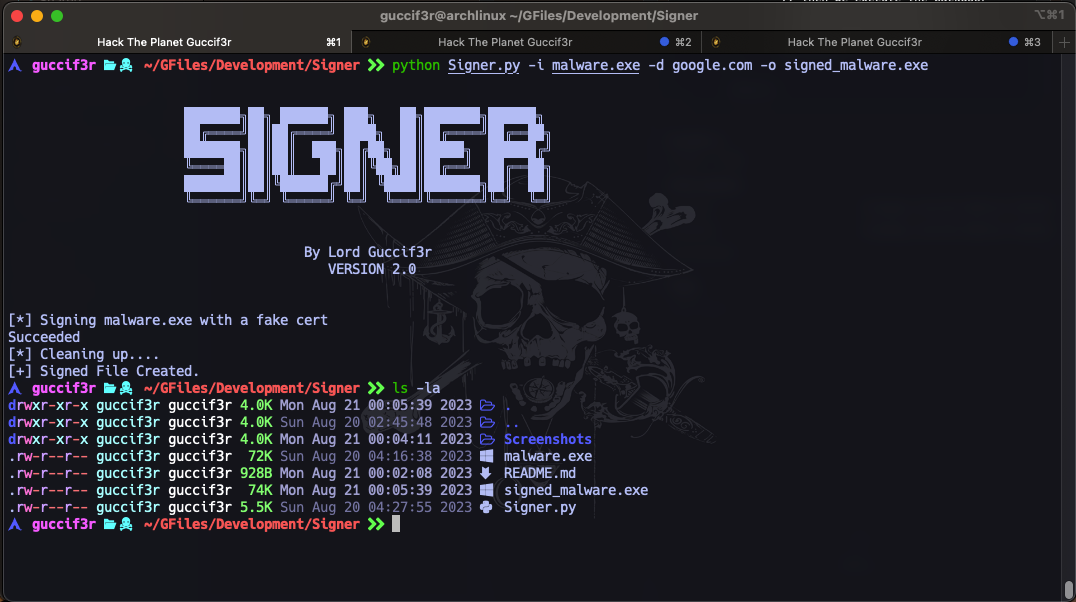 guccif3r@archlinux ~/GFiles/Development/Signer
⌥⌘1
Hack The Planet Guccif3r ⌘1
Hack The Planet Guccif3r ⌘2
Hack The Planet Guccif3r ⌘3
guccif3r ~/GFiles/Development/Signer python Signer.py -i malware.exe -d google.com -o signed_malware.exe
SIGNER
By Lord Guccif3r
VERSION 2.0
[*] Signing malware.exe with a fake cert
Succeeded
[*] Cleaning up....
[+] Signed File Created.
guccif3r ~/GFiles/Development/Signer ls -la
drwxr-xr-x guccif3r guccif3r 4.0K Mon Aug 21 00:05:39 2023 .
drwxr-xr-x guccif3r guccif3r 4.0K Sun Aug 20 02:45:48 2023 ..
drwxr-xr-x guccif3r guccif3r 4.0K Mon Aug 21 00:04:11 2023 Screenshots
.rw-r--r-- guccif3r guccif3r 72K Sun Aug 20 04:16:38 2023 malware.exe
.rw-r--r-- guccif3r guccif3r 928B Mon Aug 21 00:02:08 2023 README.md
.rw-r--r-- guccif3r guccif3r 74K Mon Aug 21 00:05:39 2023 signed_malware.exe
.rw-r--r-- guccif3r guccif3r 5.5K Sun Aug 20 04:27:55 2023 Signer.py
guccif3r ~/GFiles/Development/Signer